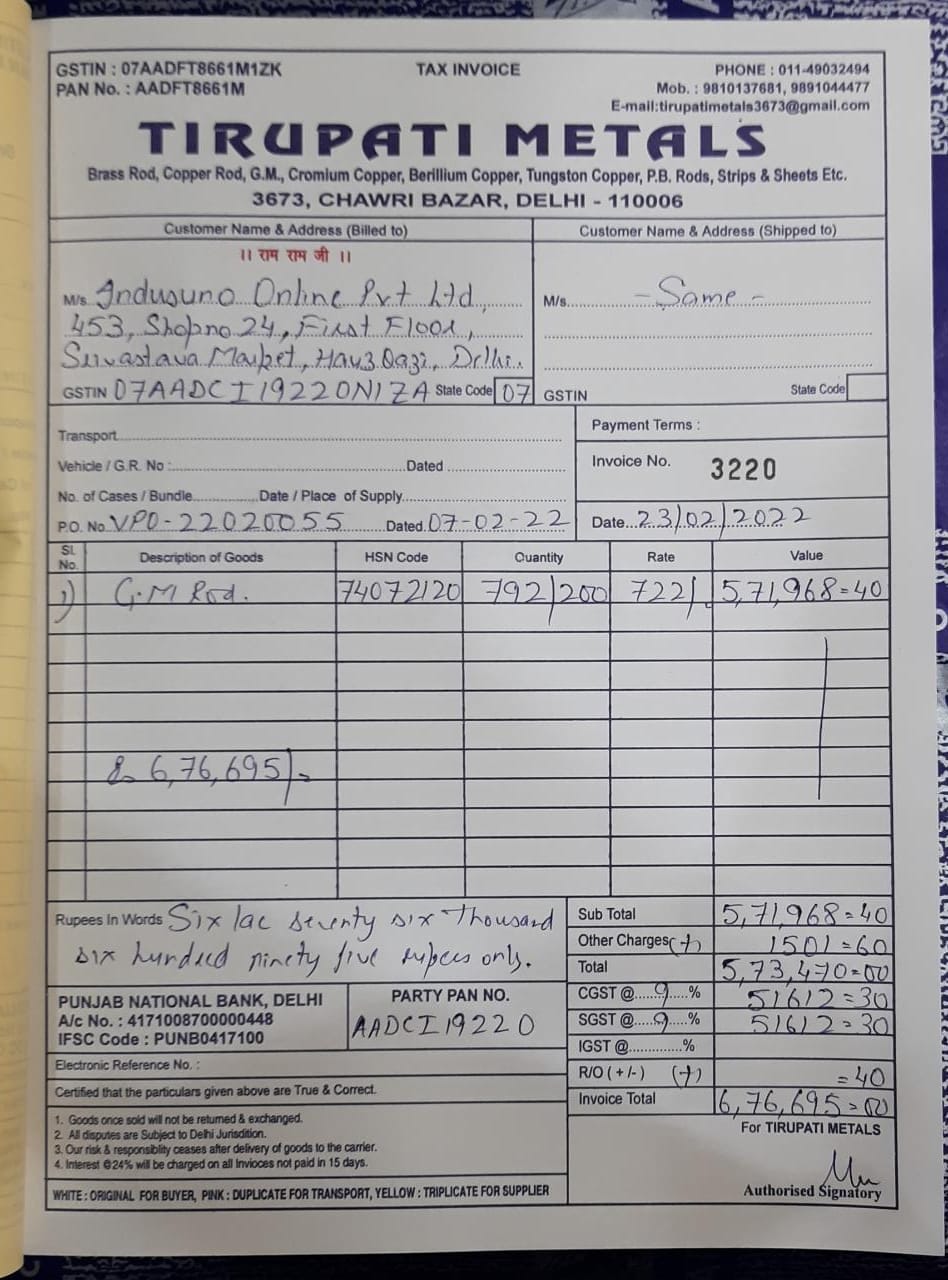 GSTIN : 07AADFT8661M1ZK TAX INVOICE PHONE : 011-49032494
PAN No. : AADFT8661M Mob. : 9810137681, 9891044477
E-mail:tirupatimetals3673@gmail.com
TIRUPATI METALS
Brass Rod, Copper Rod, G.M., Cromium Copper, Berillium Copper, Tungston Copper, P.B. Rods, Strips & Sheets Etc.
3673, CHAWRI BAZAR, DELHI - 110006
Customer Name & Address (Billed to) Customer Name & Address (Shipped to)
।। राम राम जी ।।
M/s Indusuno Online Pvt Ltd, M/s. - Same -
453, Shopno 24, First Floor,
Srivastava Market, Hauz Qazi, Delhi.
GSTIN 07AADCI1922ON1ZA State Code 07 GSTIN State Code
Transport Payment Terms :
Vehicle / G.R. No : Dated Invoice No. 3220
No. of Cases / Bundle Date / Place of Supply
P.O. No. VPO-22020055 Dated. 07-02-22 Date 23/02/2022
Sl. No. Description of Goods HSN Code Quantity Rate Value
1) G.M Rod. 74072120 792/200 722/. 5,71,968=40
& 6,76,695/-
Rupees In Words Six lac seventy six Thousand Sub Total 5,71,968=40
six hundred ninety five rupees only. Other Charges (+) 1501=60
Total 5,73,470=00
PUNJAB NATIONAL BANK, DELHI PARTY PAN NO. CGST @ 9 % 51612=30
A/c No. : 4171008700000448 AADCI1922O SGST @ 9 % 51612=30
IFSC Code : PUNB0417100 IGST @ %
Electronic Reference No. : R/O ( + /- ) (+) =40
Certified that the particulars given above are True & Correct. Invoice Total 6,76,695=00
1. Goods once sold will not be returned & exchanged. For TIRUPATI METALS
2. All disputes are Subject to Delhi Jurisdition.
3. Our risk & responsiblity ceases after delivery of goods to the carrier.
4. Interest @24% will be charged on all Invioces not paid in 15 days.
WHITE : ORIGINAL FOR BUYER, PINK : DUPLICATE FOR TRANSPORT, YELLOW : TRIPLICATE FOR SUPPLIER Authorised Signatory